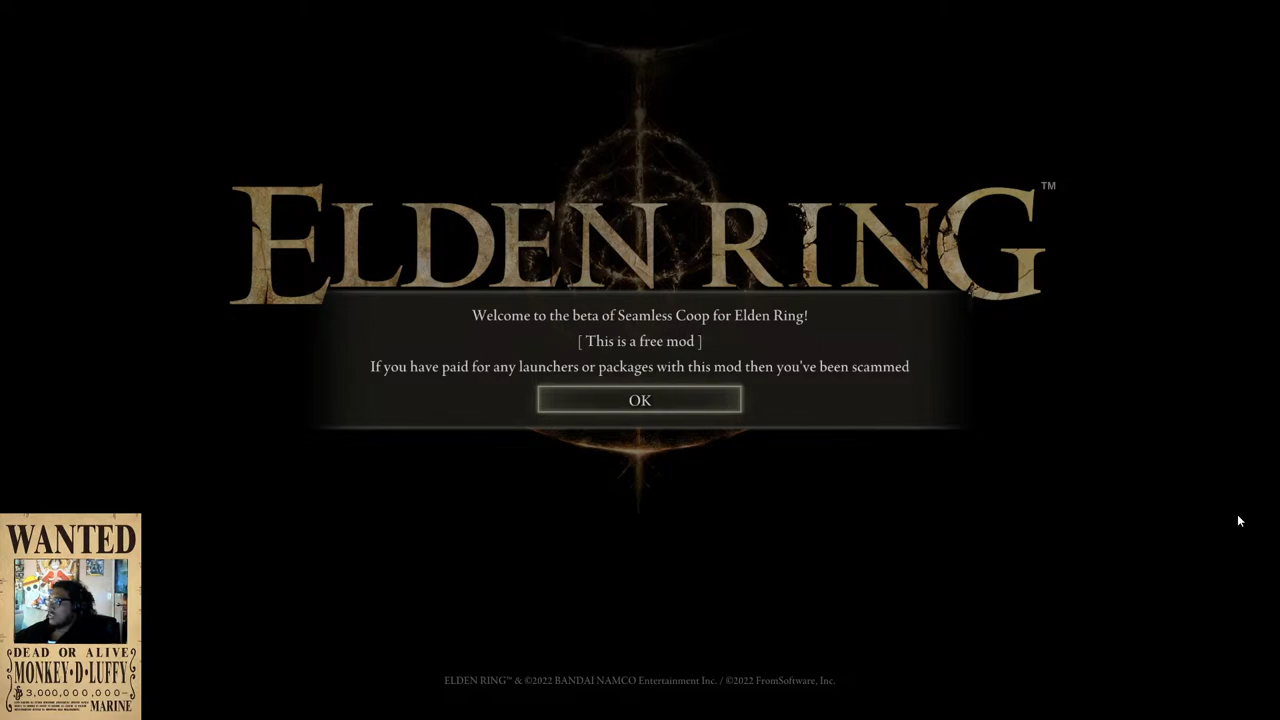 ELDEN RING™
Welcome to the beta of Seamless Coop for Elden Ring!
[ This is a free mod ]
If you have paid for any launchers or packages with this mod then you've been scammed
OK
WANTED
DEAD OR ALIVE
MONKEY•D•LUFFY
3,000,000,000-
MARINE
ELDEN RING™ & ©2022 BANDAI NAMCO Entertainment Inc. / ©2022 FromSoftware, Inc.